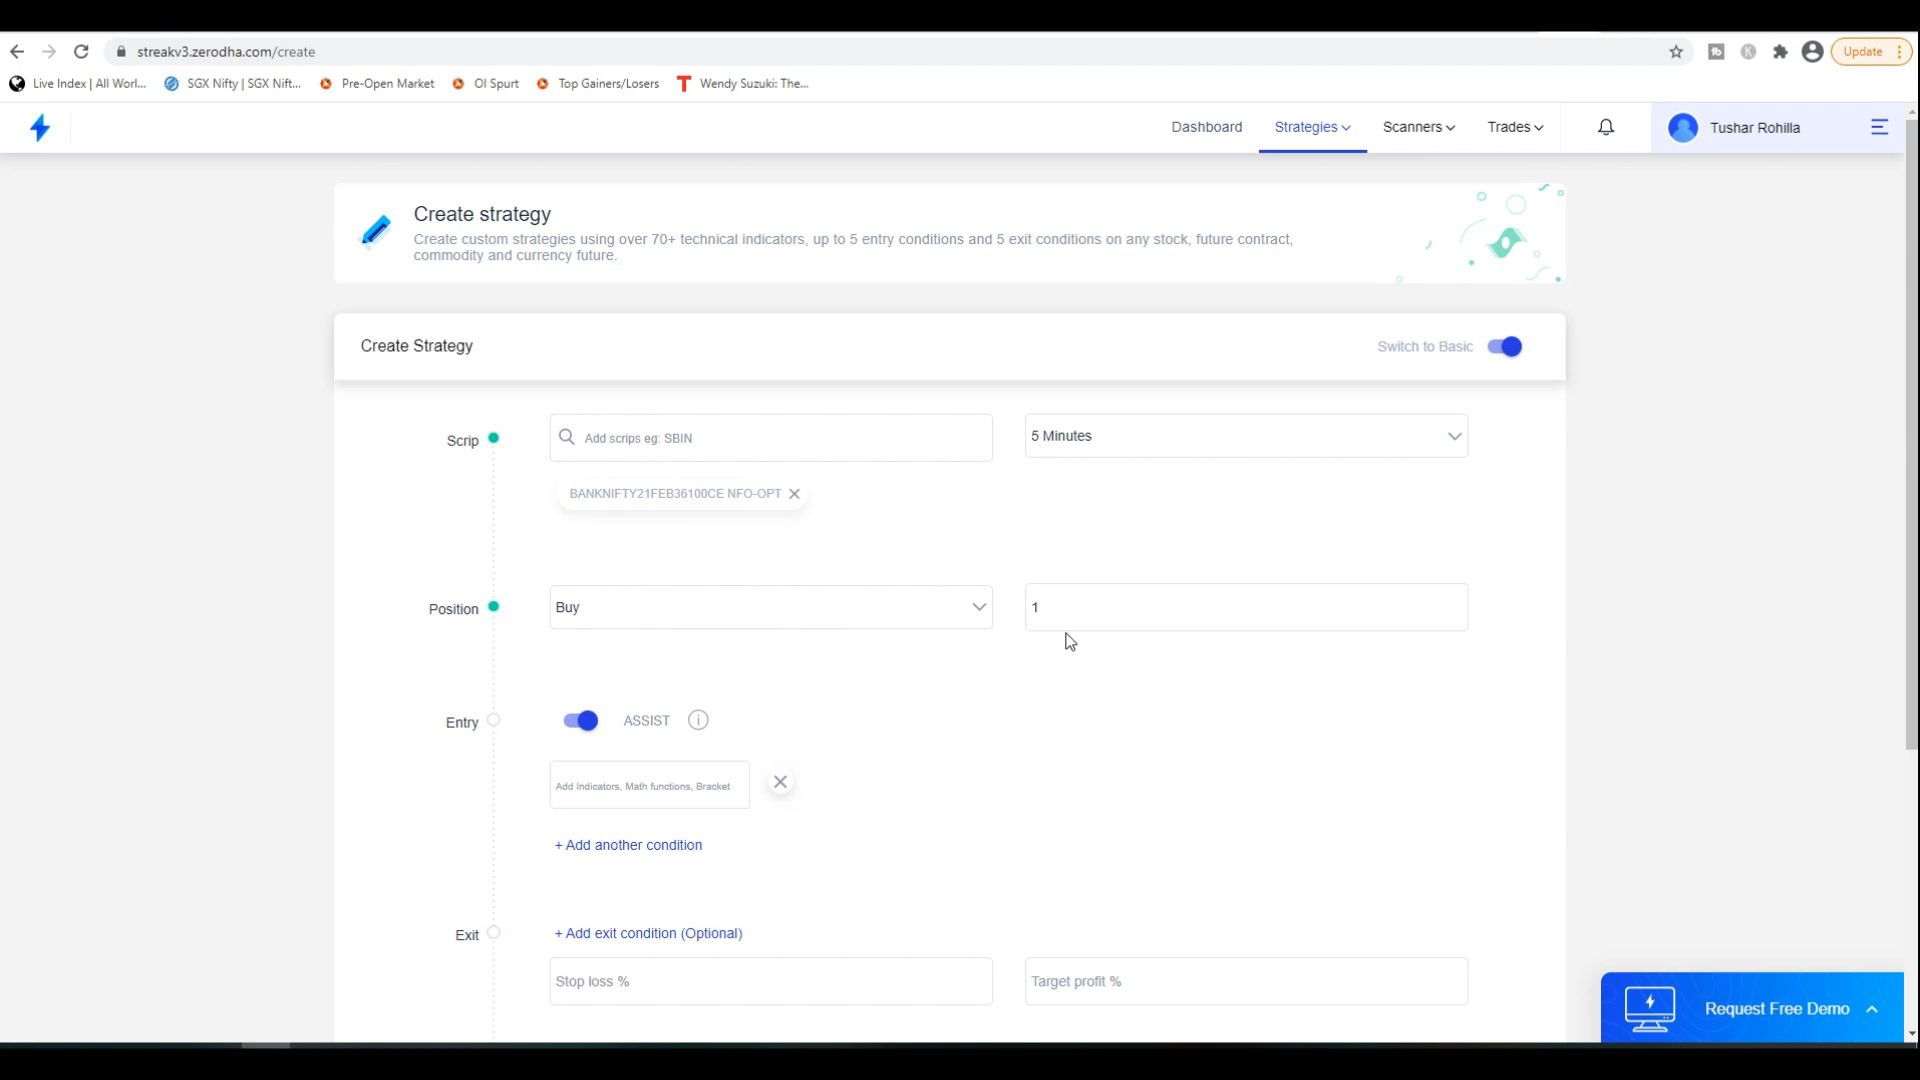 streakv3.zerodha.com/create
Update
Live Index | All Worl...
SGX Nifty | SGX Nift...
Pre-Open Market
OI Spurt
Top Gainers/Losers
T
Wendy Suzuki: The...
Dashboard
Strategies
Scanners
Trades
Tushar Rohilla
Create strategy
Create custom strategies using over 70+ technical indicators, up to 5 entry conditions and 5 exit conditions on any stock, future contract,
commodity and currency future.
Create Strategy
Switch to Basic
Scrip
Add scrips eg: SBIN
5 Minutes
BANKNIFTY21FEB36100CE NFO-OPT
Position
Buy
1
Entry
ASSIST
Add Indicators, Math functions, Bracket
+ Add another condition
Exit
+ Add exit condition (Optional)
Stop loss %
Target profit %
Request Free Demo